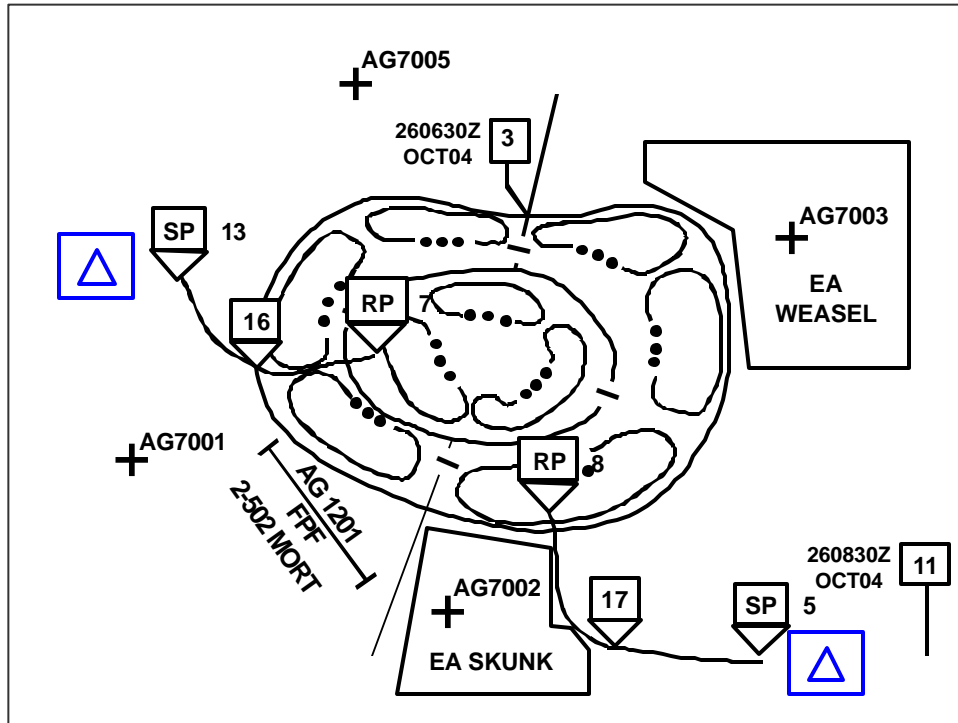 AG7005
260630Z
OCT04
3
SP 13
AG7003
EA
WEASEL
RP 7
16
AG7001
RP 8
AG 1201
FPF
2-502 MORT
260830Z
OCT04
11
AG7002
17
SP 5
EA SKUNK